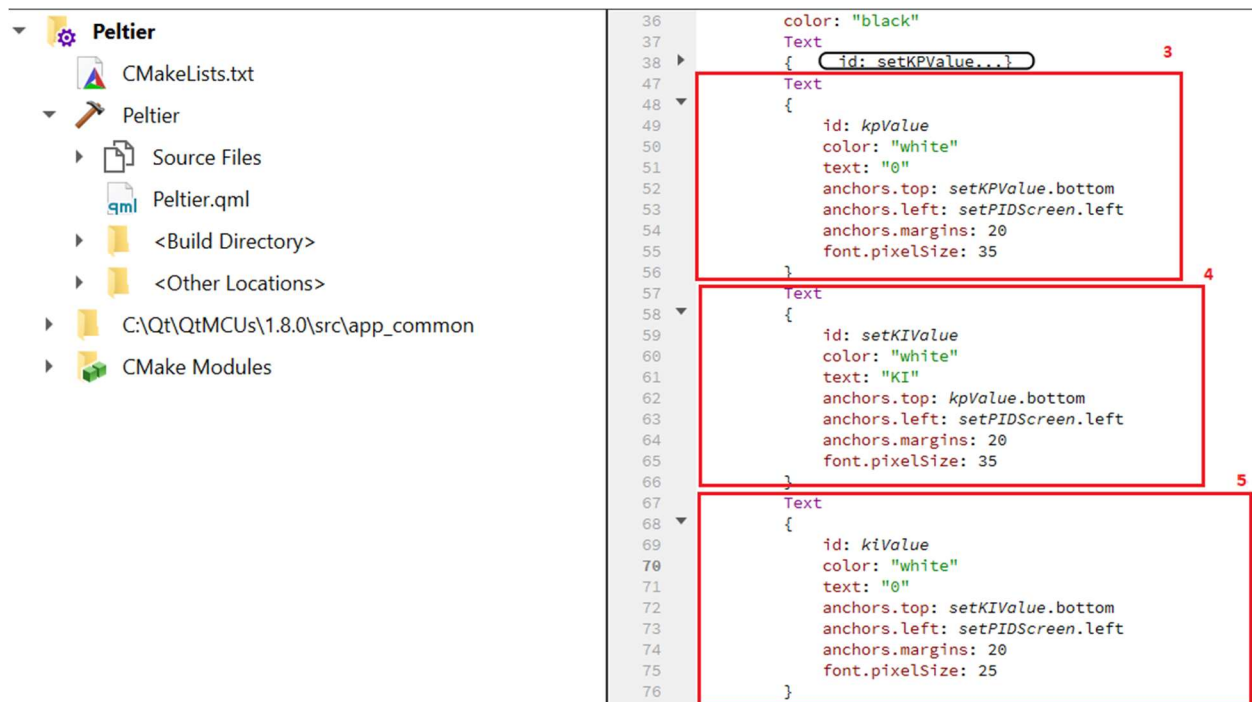 Peltier
CMakeLists.txt
Peltier
Source Files
Peltier.qml
<Build Directory>
<Other Locations>
C:\Qt\QtMCUs\1.8.0\src\app_common
CMake Modules
36 color: "black"
37 Text
3
38 { id: setKPValue...}
47 Text
48 {
49 id: kpValue
50 color: "white"
51 text: "0"
52 anchors.top: setKPValue.bottom
53 anchors.left: setPIDScreen.left
54 anchors.margins: 20
55 font.pixelSize: 35
56 }
4
57 Text
58 {
59 id: setKIValue
60 color: "white"
61 text: "KI"
62 anchors.top: kpValue.bottom
63 anchors.left: setPIDScreen.left
64 anchors.margins: 20
65 font.pixelSize: 35
66 }
5
67 Text
68 {
69 id: kiValue
70 color: "white"
71 text: "0"
72 anchors.top: setKIValue.bottom
73 anchors.left: setPIDScreen.left
74 anchors.margins: 20
75 font.pixelSize: 25
76 }